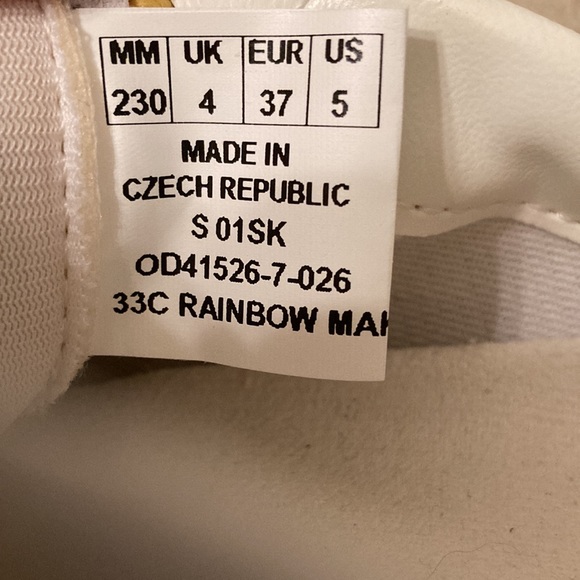 MM UK EUR US
230 4 37 5
MADE IN
CZECH REPUBLIC
S 01SK
OD41526-7-026
33C RAINBOW